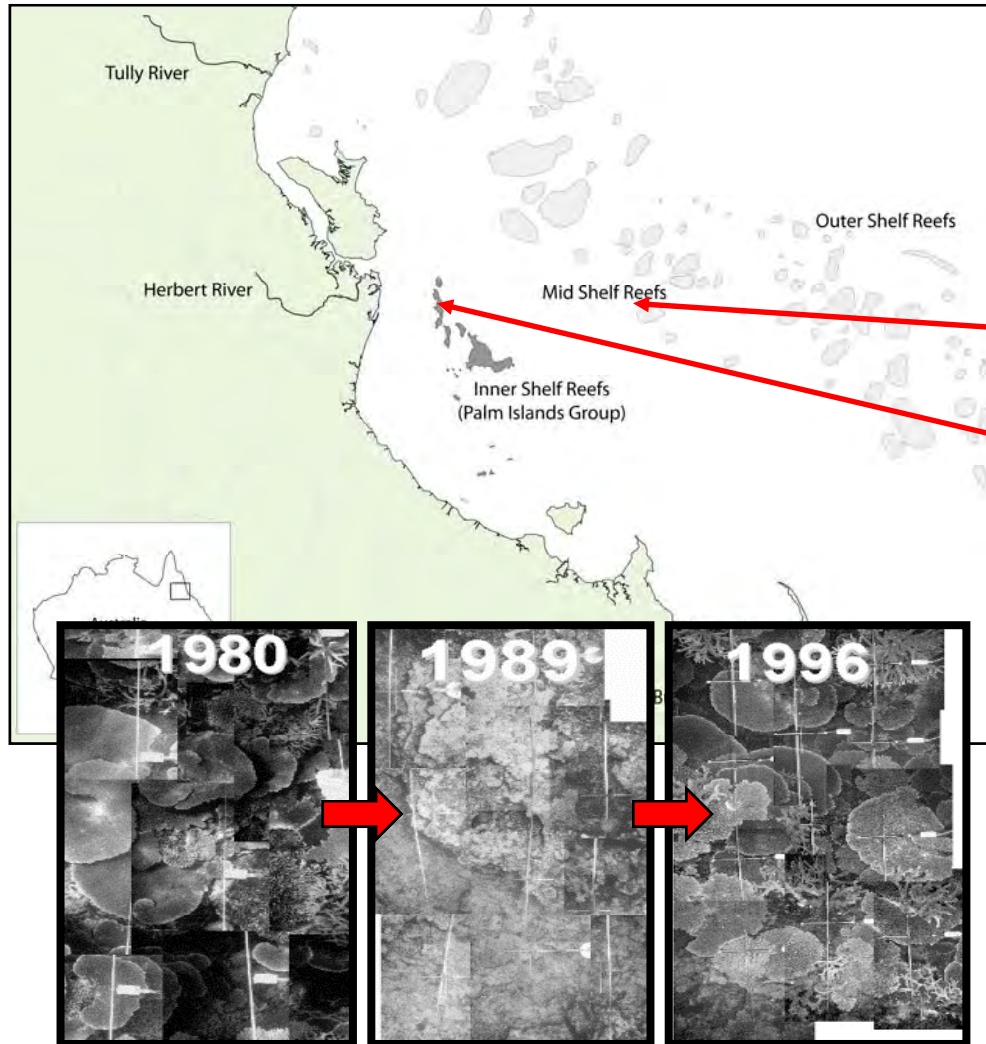 Tully River
Outer Shelf Reefs
Herbert River
Mid Shelf Reefs
Inner Shelf Reefs
(Palm Islands Group)
1980
1989
1996